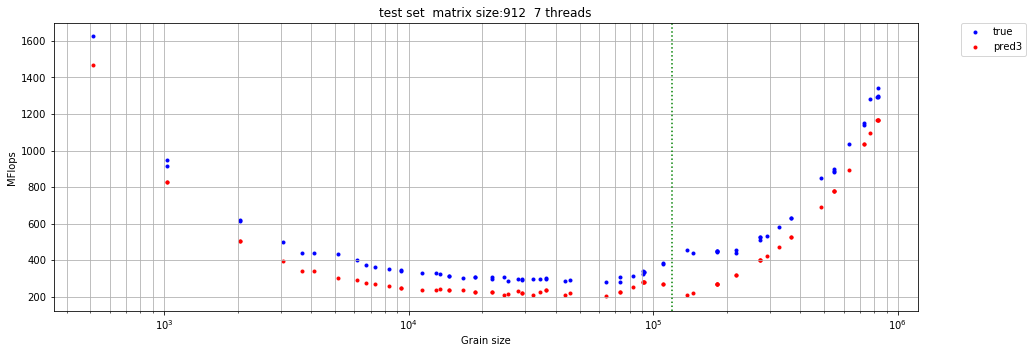 test set matrix size:912 7 threads
true
pred3
1600
1400
1200
1000
800
600
400
200
MFlops
10³
10⁴
10⁵
10⁶
Grain size